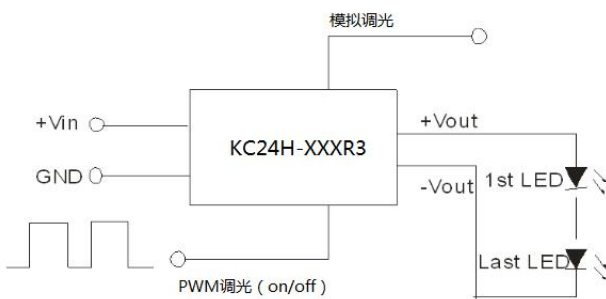 模拟调光
+Vin
+Vout
KC24H-XXXR3
GND
-Vout
1st LED
Last LED
PWM调光（on/off）